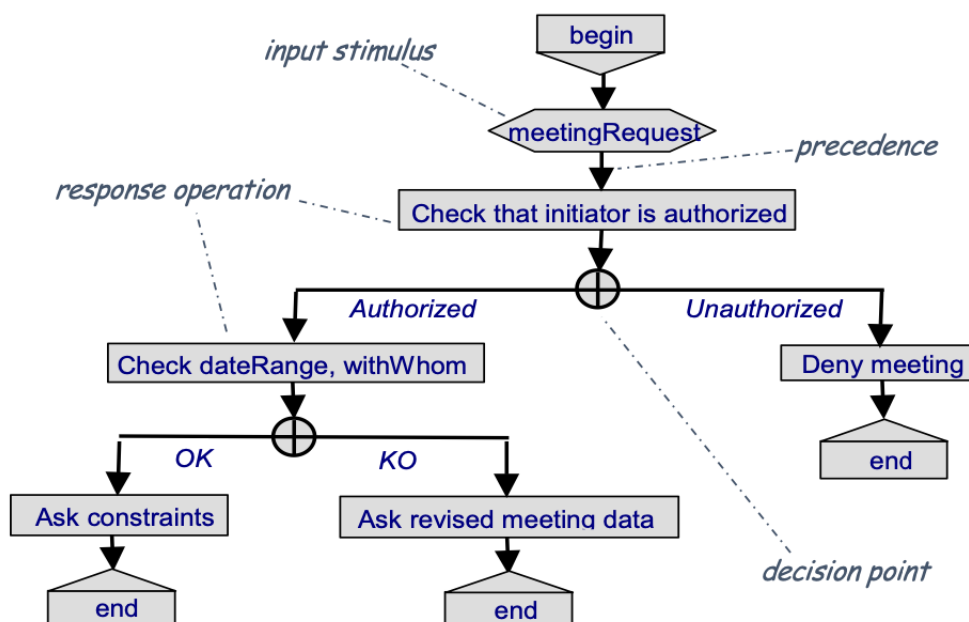 begin
input stimulus
meetingRequest
precedence
response operation
Check that initiator is authorized
Authorized
Unauthorized
Check dateRange, withWhom
Deny meeting
OK
KO
end
Ask constraints
Ask revised meeting data
decision point
end
end